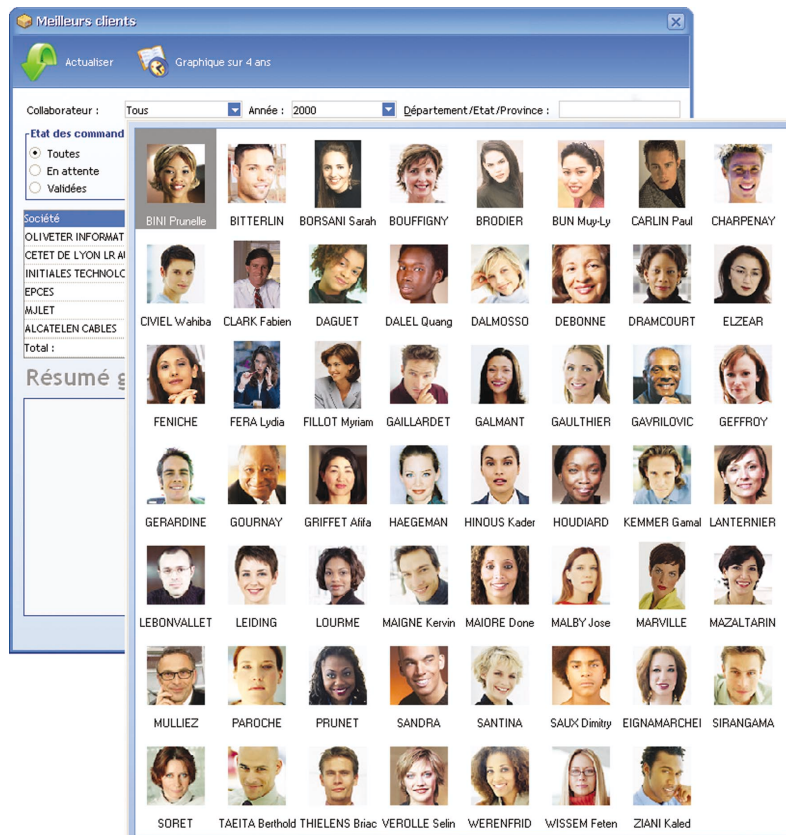 Meilleurs clients
Actualiser Graphique sur 4 ans
Collaborateur : Tous Année : 2000 Département/Etat/Province :
Etat des command
Toutes
En attente
Validées
Société
OLIVETER INFORMAT
CETET DE LYON LR AU
INITIALES TECHNOLO
EPCES
MJLET
ALCATELEN CABLES
Total :
Résumé g
BINI Prunelle BITTERLIN BORSANI Sarah BOUFFIGNY BRODIER BUN Muy-Ly CARLIN Paul CHARPENAY
CIVIEL Wahiba CLARK Fabien DAGUET DALEL Quang DALMOSSO DEBONNE DRAMCOURT ELZEAR
FENICHE FERA Lydia FILLOT Myriam GAILLARDET GALMANT GAULTHIER GAVRILOVIC GEFFROY
GERARDINE GOURNAY GRIFFET Afifa HAEGEMAN HINOUS Kader HOUDIARD KEMMER Gamal LANTERNIER
LEBONVALLET LEIDING LOURME MAIGNE Kervin MAIORE Done MALBY Jose MARVILLE MAZALTARIN
MULLIEZ PAROCHE PRUNET SANDRA SANTINA SAUX Dimitry EIGNAMARCHEI SIRANGAMA
SORET TAEITA Berthold THIELENS Briac VEROLLE Selin WERENFRID WISSEM Feten ZIANI Kaled